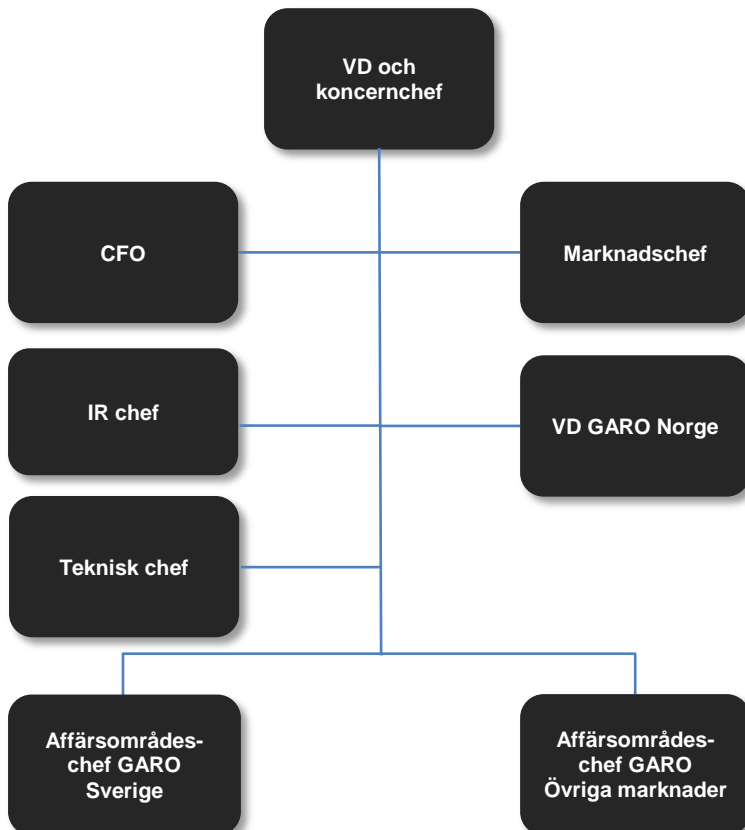 VD och
koncernchef
CFO
Marknadschef
IR chef
VD GARO Norge
Teknisk chef
Affärsområdes-
chef GARO
Sverige
Affärsområdes-
chef GARO
Övriga marknader